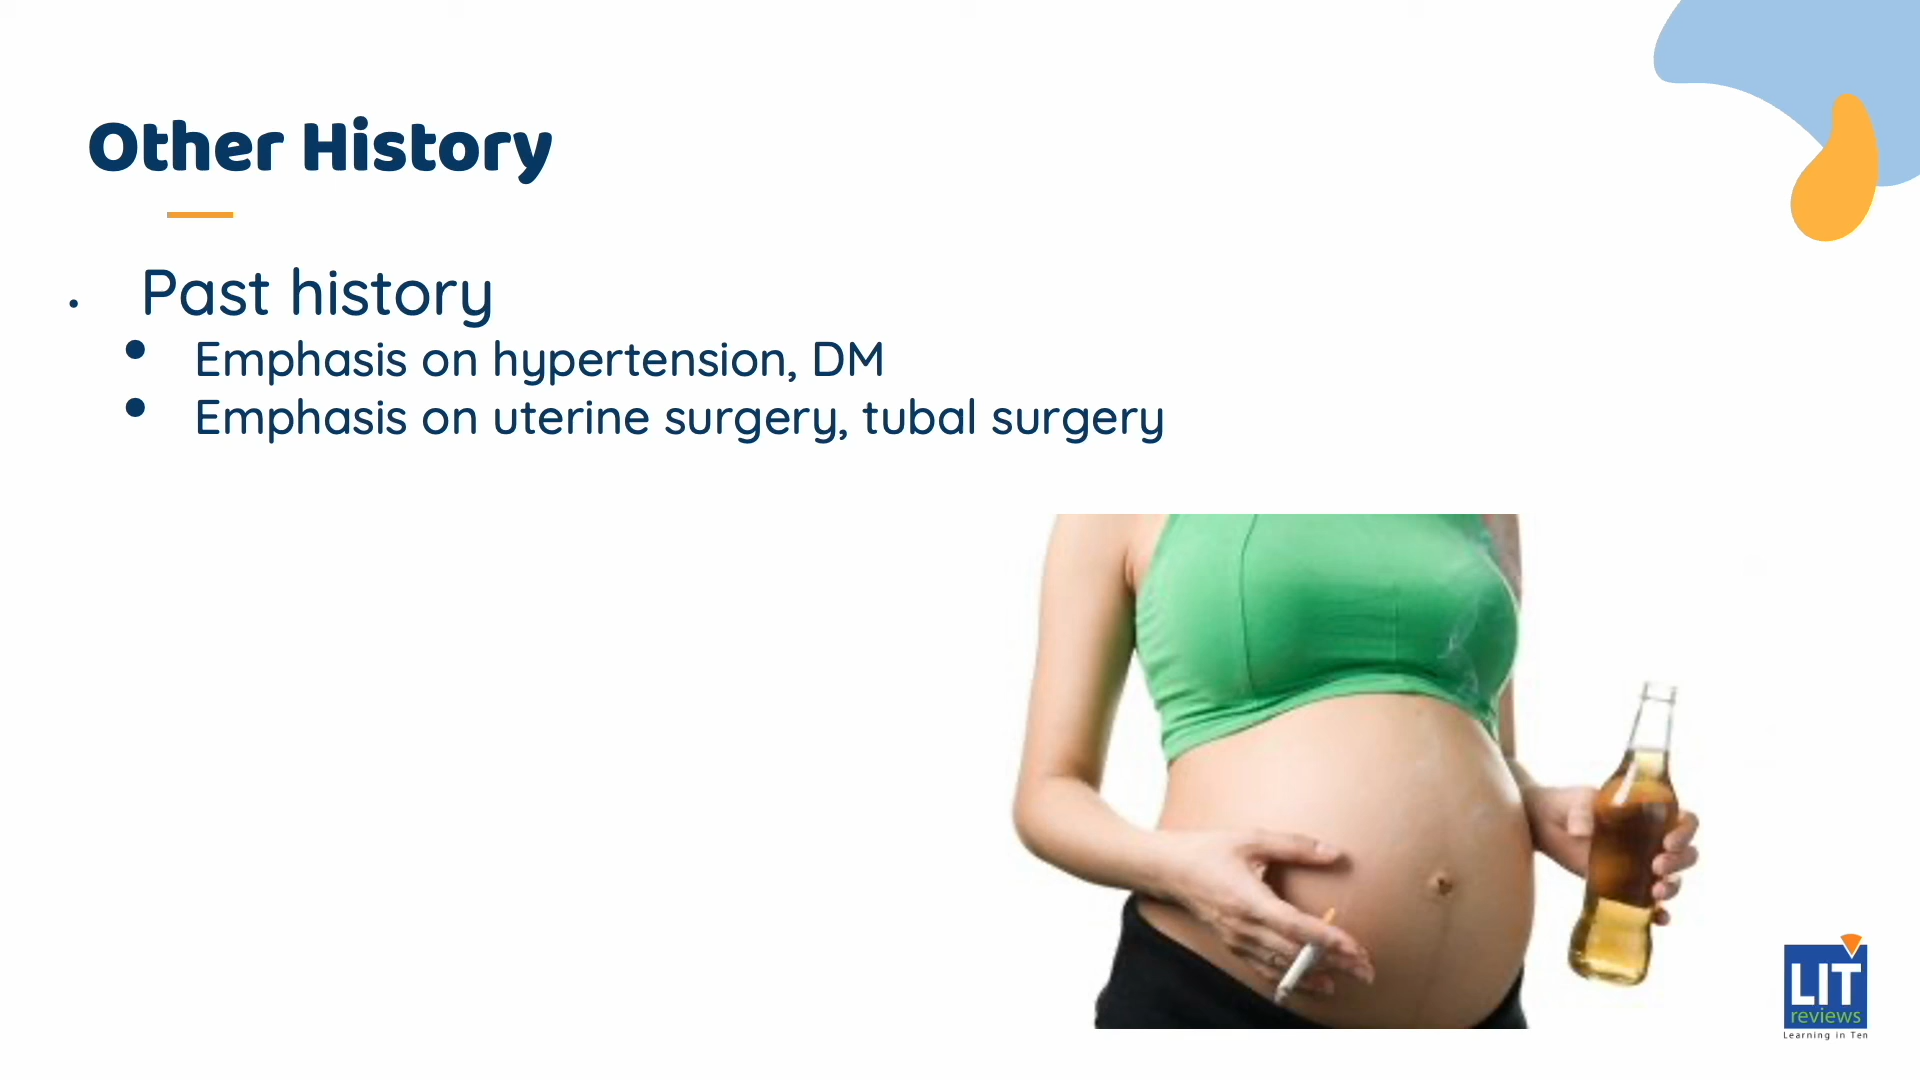 Other History
• Past history
• Emphasis on hypertension, DM
• Emphasis on uterine surgery, tubal surgery
LIT
reviews
Learning in Ten